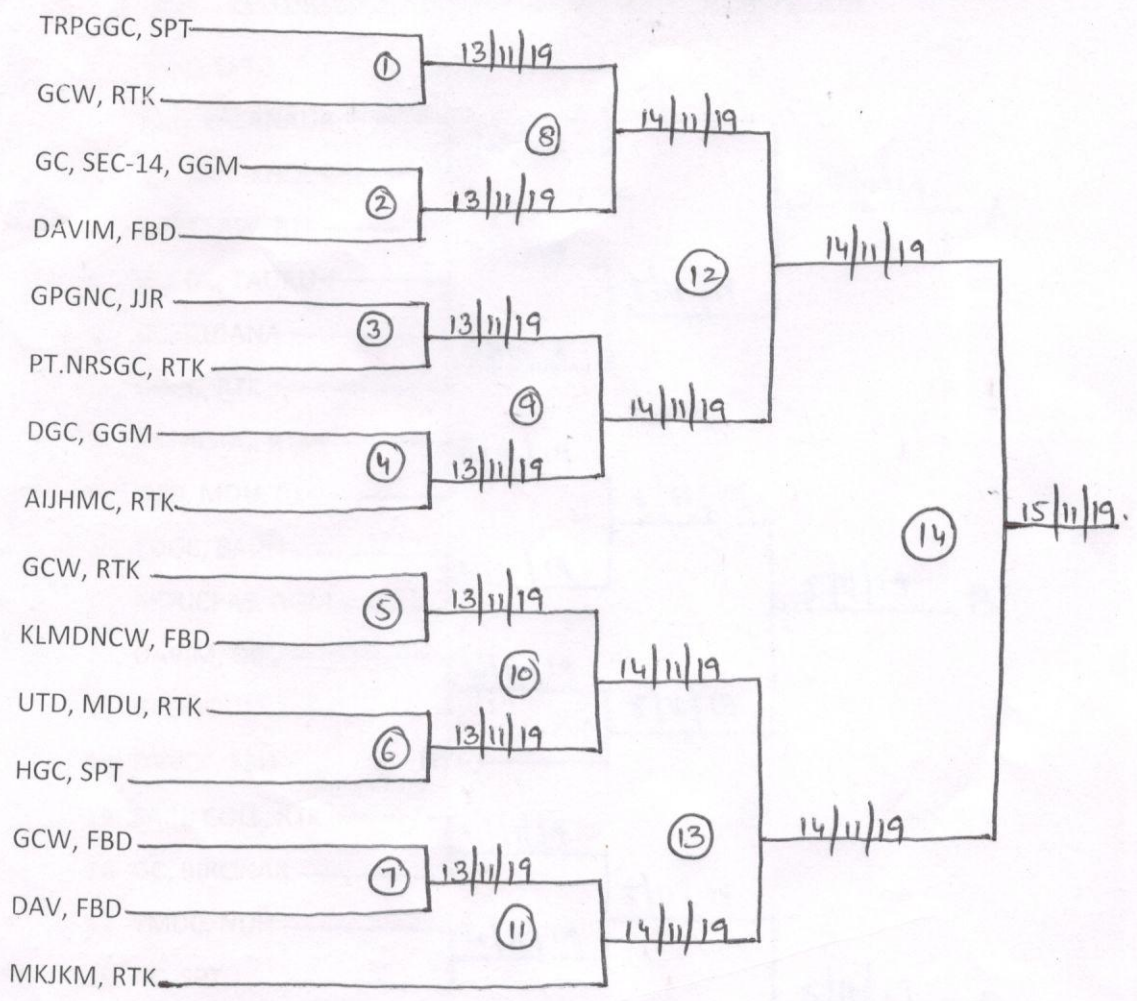 TRPGGC, SPT
① 13/11/19
GCW, RTK
⑧ 14/11/19
GC, SEC-14, GGM
② 13/11/19
DAVIM, FBD
⑫ 14/11/19
GPGNC, JJR
③ 13/11/19
PT.NRSGC, RTK
⑨ 14/11/19
DGC, GGM
④ 13/11/19
AIJHMC, RTK
⑭ 15/11/19.
GCW, RTK
⑤ 13/11/19
KLMDNCW, FBD
⑩ 14/11/19
UTD, MDU, RTK
⑥ 13/11/19
HGC, SPT
⑬ 14/11/19
GCW, FBD
⑦ 13/11/19
DAV, FBD
⑪ 14/11/19
MKJKM, RTK